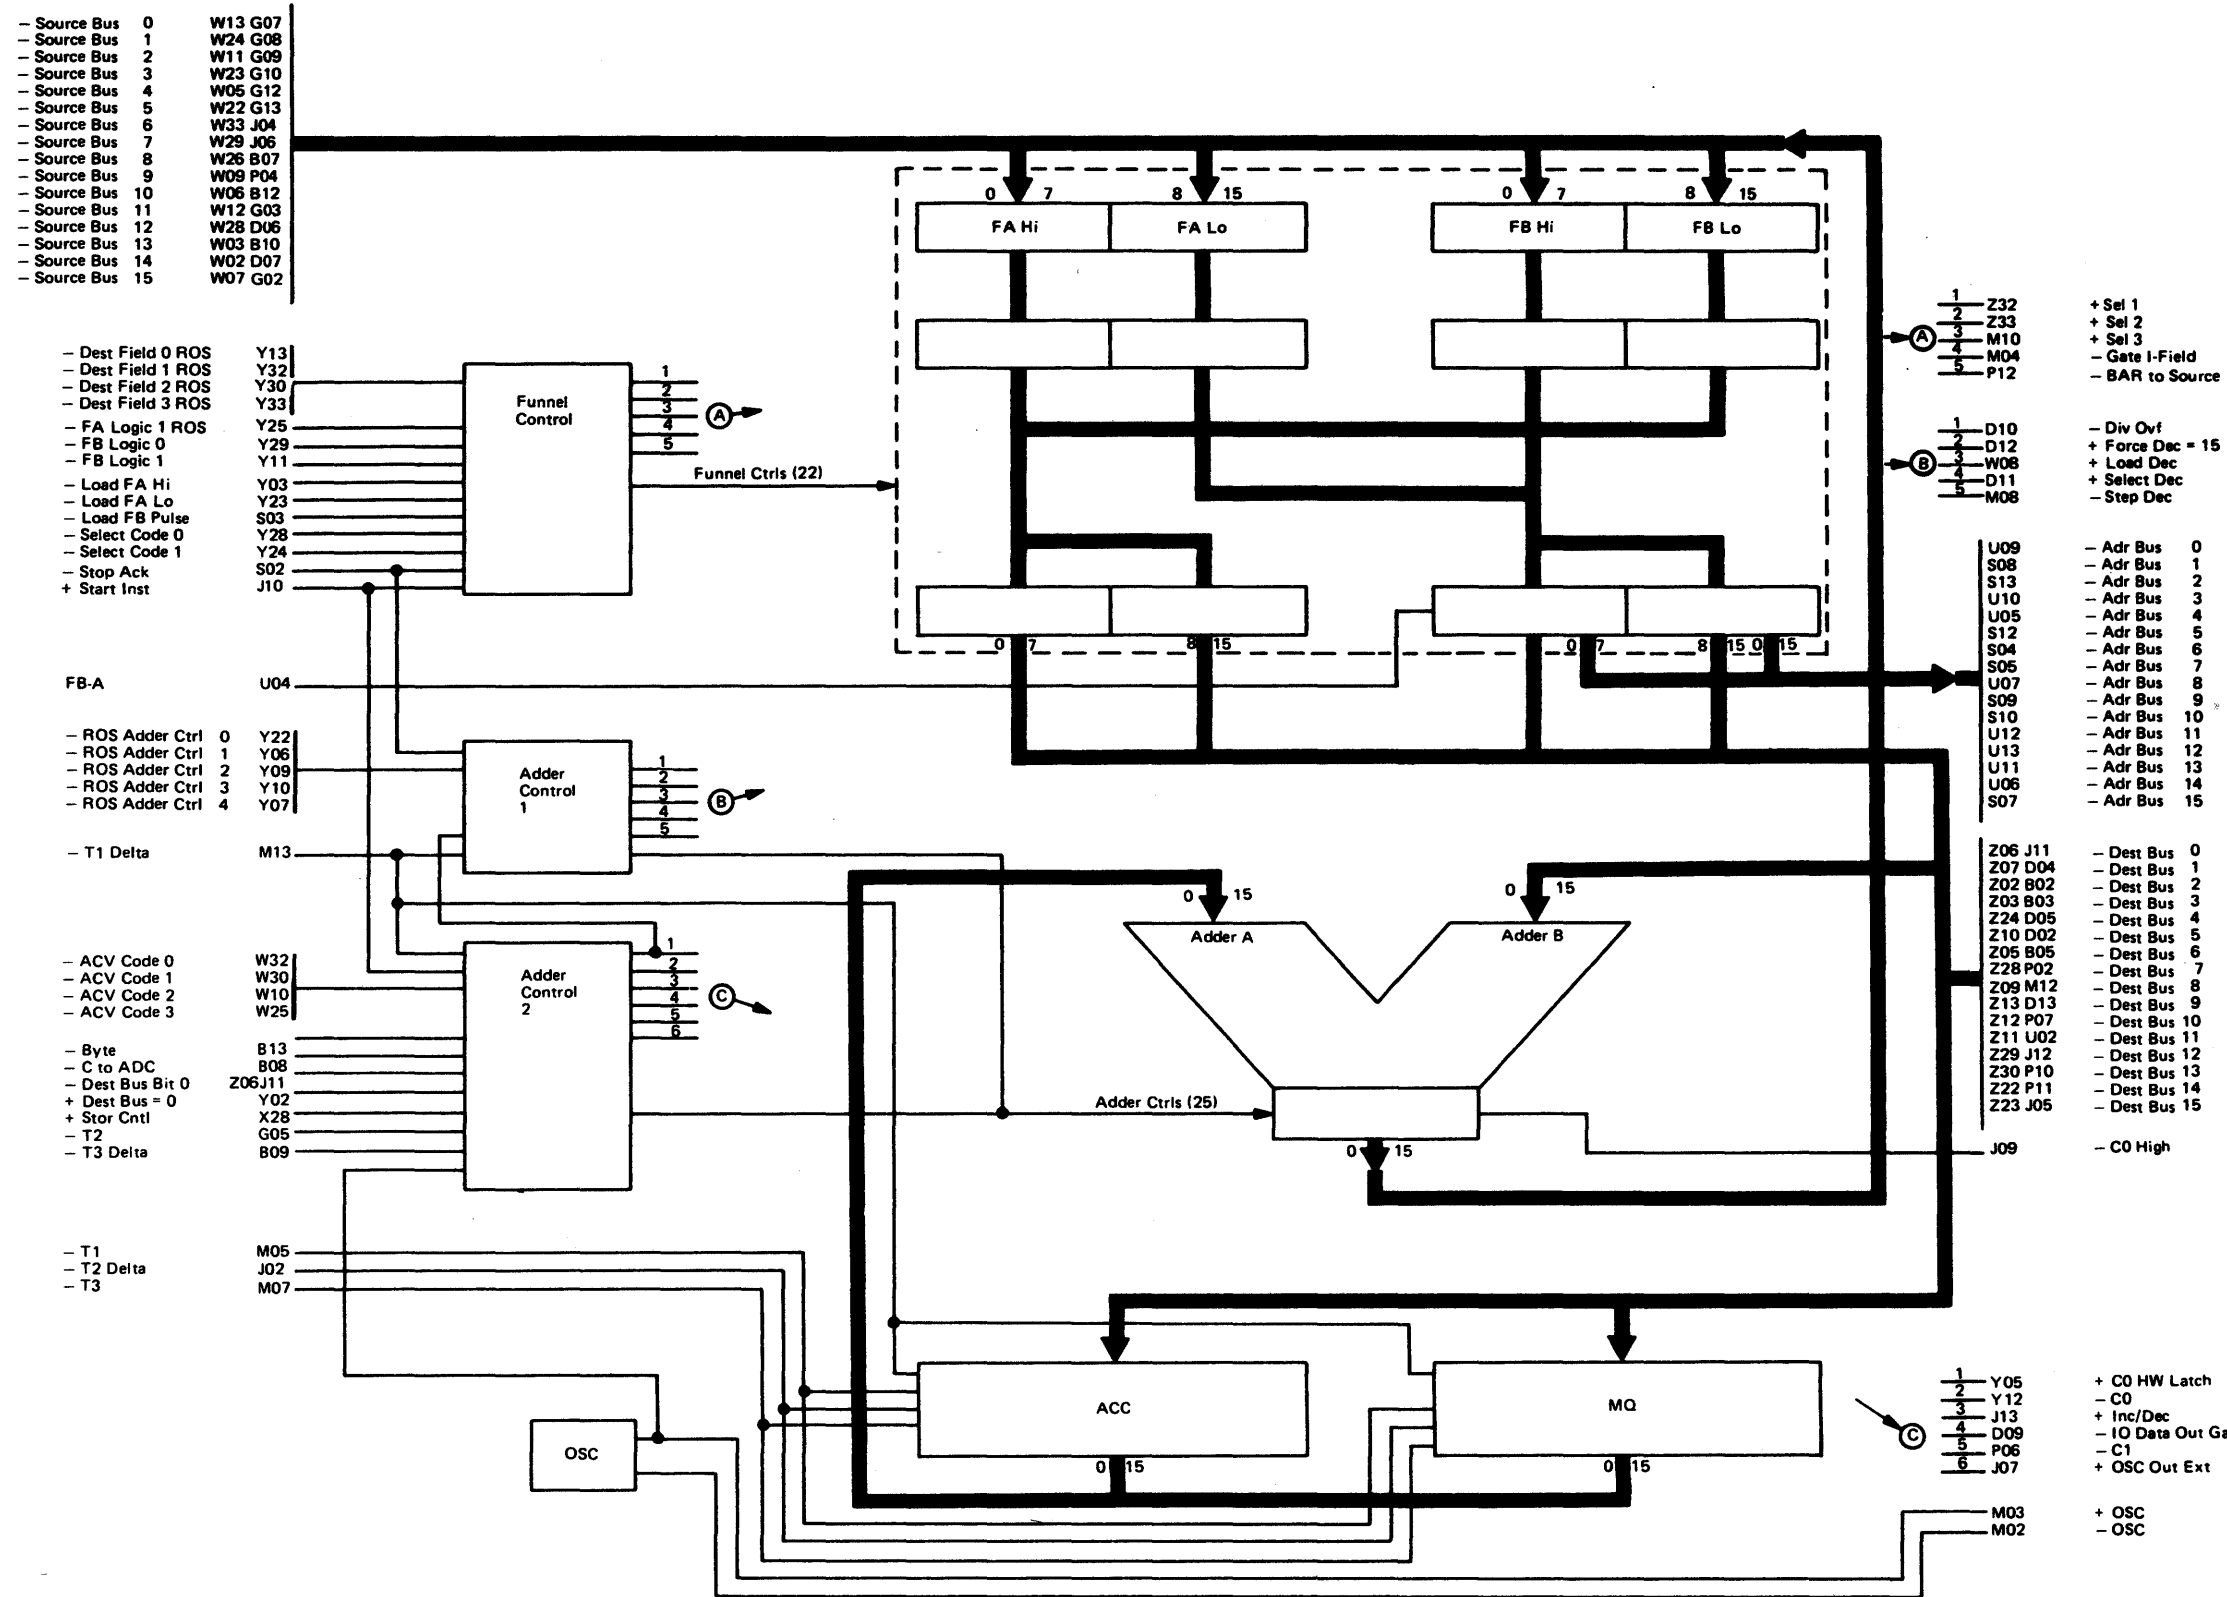 – Source Bus 0 W13 G07
– Source Bus 1 W24 G08
– Source Bus 2 W11 G09
– Source Bus 3 W23 G10
– Source Bus 4 W05 G12
– Source Bus 5 W22 G13
– Source Bus 6 W33 J04
– Source Bus 7 W29 J06
– Source Bus 8 W26 B07
– Source Bus 9 W09 P04
– Source Bus 10 W06 B12
– Source Bus 11 W12 G03
– Source Bus 12 W28 D06
– Source Bus 13 W03 B10
– Source Bus 14 W02 D07
– Source Bus 15 W07 G02
0 7 8 15 0 7 8 15
FA Hi FA Lo FB Hi FB Lo
– Dest Field 0 ROS Y13
– Dest Field 1 ROS Y32
– Dest Field 2 ROS Y30
– Dest Field 3 ROS Y33
– FA Logic 1 ROS Y25
– FB Logic 0 Y29
– FB Logic 1 Y11
– Load FA Hi Y03
– Load FA Lo Y23
– Load FB Pulse S03
– Select Code 0 Y28
– Select Code 1 Y24
– Stop Ack S02
+ Start Inst J10
Funnel
Control
1
2
3
4
5
A
Funnel Ctrls (22)
0 7 8 15 0 7 8 15 0 15
A
1 Z32 + Sel 1
2 Z33 + Sel 2
3 M10 + Sel 3
4 M04 – Gate I-Field
5 P12 – BAR to Source
B
1 D10 – Div Ovf
2 D12 + Force Dec = 15
3 W08 + Load Dec
4 D11 + Select Dec
5 M08 – Step Dec
U09 – Adr Bus 0
S08 – Adr Bus 1
S13 – Adr Bus 2
U10 – Adr Bus 3
U05 – Adr Bus 4
S12 – Adr Bus 5
S04 – Adr Bus 6
S05 – Adr Bus 7
U07 – Adr Bus 8
S09 – Adr Bus 9
S10 – Adr Bus 10
U12 – Adr Bus 11
U13 – Adr Bus 12
U11 – Adr Bus 13
U06 – Adr Bus 14
S07 – Adr Bus 15
FB-A U04
– ROS Adder Ctrl 0 Y22
– ROS Adder Ctrl 1 Y06
– ROS Adder Ctrl 2 Y09
– ROS Adder Ctrl 3 Y10
– ROS Adder Ctrl 4 Y07
– T1 Delta M13
Adder
Control
1
1
2
3
4
5
B
0 15 0 15
Adder A Adder B
Z06 J11 – Dest Bus 0
Z07 D04 – Dest Bus 1
Z02 B02 – Dest Bus 2
Z03 B03 – Dest Bus 3
Z24 D05 – Dest Bus 4
Z10 D02 – Dest Bus 5
Z05 B05 – Dest Bus 6
Z28 P02 – Dest Bus 7
Z09 M12 – Dest Bus 8
Z13 D13 – Dest Bus 9
Z12 P07 – Dest Bus 10
Z11 U02 – Dest Bus 11
Z29 J12 – Dest Bus 12
Z30 P10 – Dest Bus 13
Z22 P11 – Dest Bus 14
Z23 J05 – Dest Bus 15
J09 – C0 High
– ACV Code 0 W32
– ACV Code 1 W30
– ACV Code 2 W10
– ACV Code 3 W25
– Byte B13
– C to ADC B08
– Dest Bus Bit 0 Z06J11
+ Dest Bus = 0 Y02
+ Stor Cntl X28
– T2 G05
– T3 Delta B09
Adder
Control
2
1
2
3
4
5
6
C
Adder Ctrls (25)
0 15
– T1 M05
– T2 Delta J02
– T3 M07
ACC
MQ
0 15 0 15
OSC
C
1 Y05 + C0 HW Latch
2 Y12 – C0
3 J13 + Inc/Dec
4 D09 – IO Data Out Ga
5 P06 – C1
6 J07 + OSC Out Ext
M03 + OSC
M02 – OSC